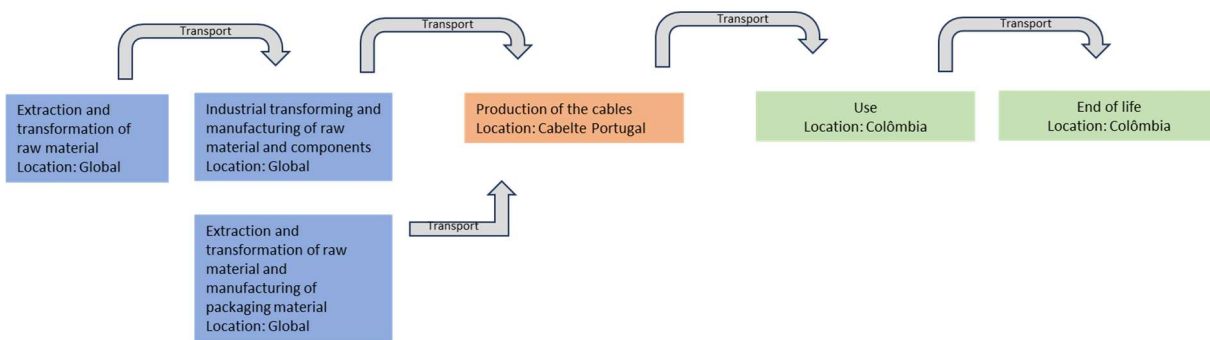 Transport
Transport
Transport
Transport
Extraction and
transformation of
raw material
Location: Global
Industrial transforming and
manufacturing of raw
material and components
Location: Global
Production of the cables
Location: Cabelte Portugal
Use
Location: Colômbia
End of life
Location: Colômbia
Extraction and
transformation of raw
material and
manufacturing of
packaging material
Location: Global
Transport